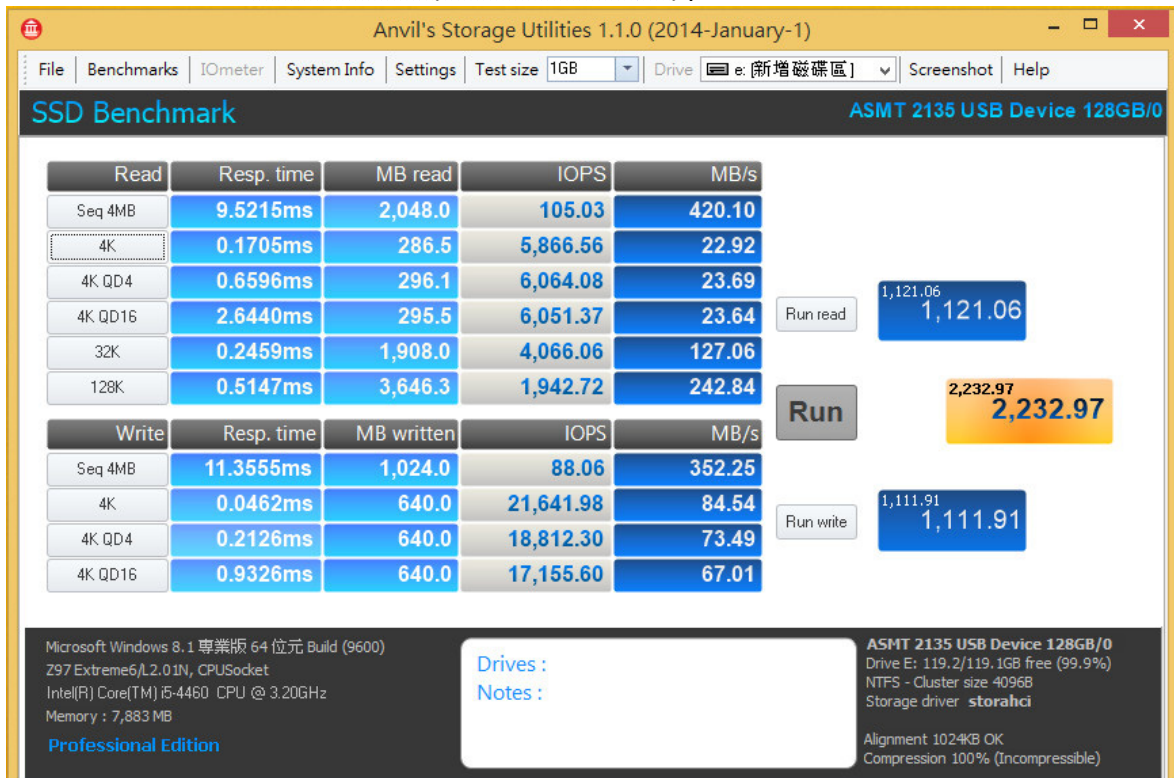 Anvil's Storage Utilities 1.1.0 (2014-January-1)
File Benchmarks IOmeter System Info Settings Test size 1GB Drive e: [新增磁碟區] Screenshot Help
SSD Benchmark ASMT 2135 USB Device 128GB/0
Read Resp. time MB read IOPS MB/s
Seq 4MB 9.5215ms 2,048.0 105.03 420.10
4K 0.1705ms 286.5 5,866.56 22.92
4K QD4 0.6596ms 296.1 6,064.08 23.69
4K QD16 2.6440ms 295.5 6,051.37 23.64
32K 0.2459ms 1,908.0 4,066.06 127.06
128K 0.5147ms 3,646.3 1,942.72 242.84
Run read
1,121.06
1,121.06
Run
2,232.97
2,232.97
Write Resp. time MB written IOPS MB/s
Seq 4MB 11.3555ms 1,024.0 88.06 352.25
4K 0.0462ms 640.0 21,641.98 84.54
4K QD4 0.2126ms 640.0 18,812.30 73.49
4K QD16 0.9326ms 640.0 17,155.60 67.01
Run write
1,111.91
1,111.91
Microsoft Windows 8.1 專業版 64 位元 Build (9600)
Z97 Extreme6/L2.01N, CPUSocket
Intel(R) Core(TM) i5-4460 CPU @ 3.20GHz
Memory : 7,883 MB
Professional Edition
Drives :
Notes :
ASMT 2135 USB Device 128GB/0
Drive E: 119.2/119.1GB free (99.9%)
NTFS - Cluster size 4096B
Storage driver storahci
Alignment 1024KB OK
Compression 100% (Incompressible)